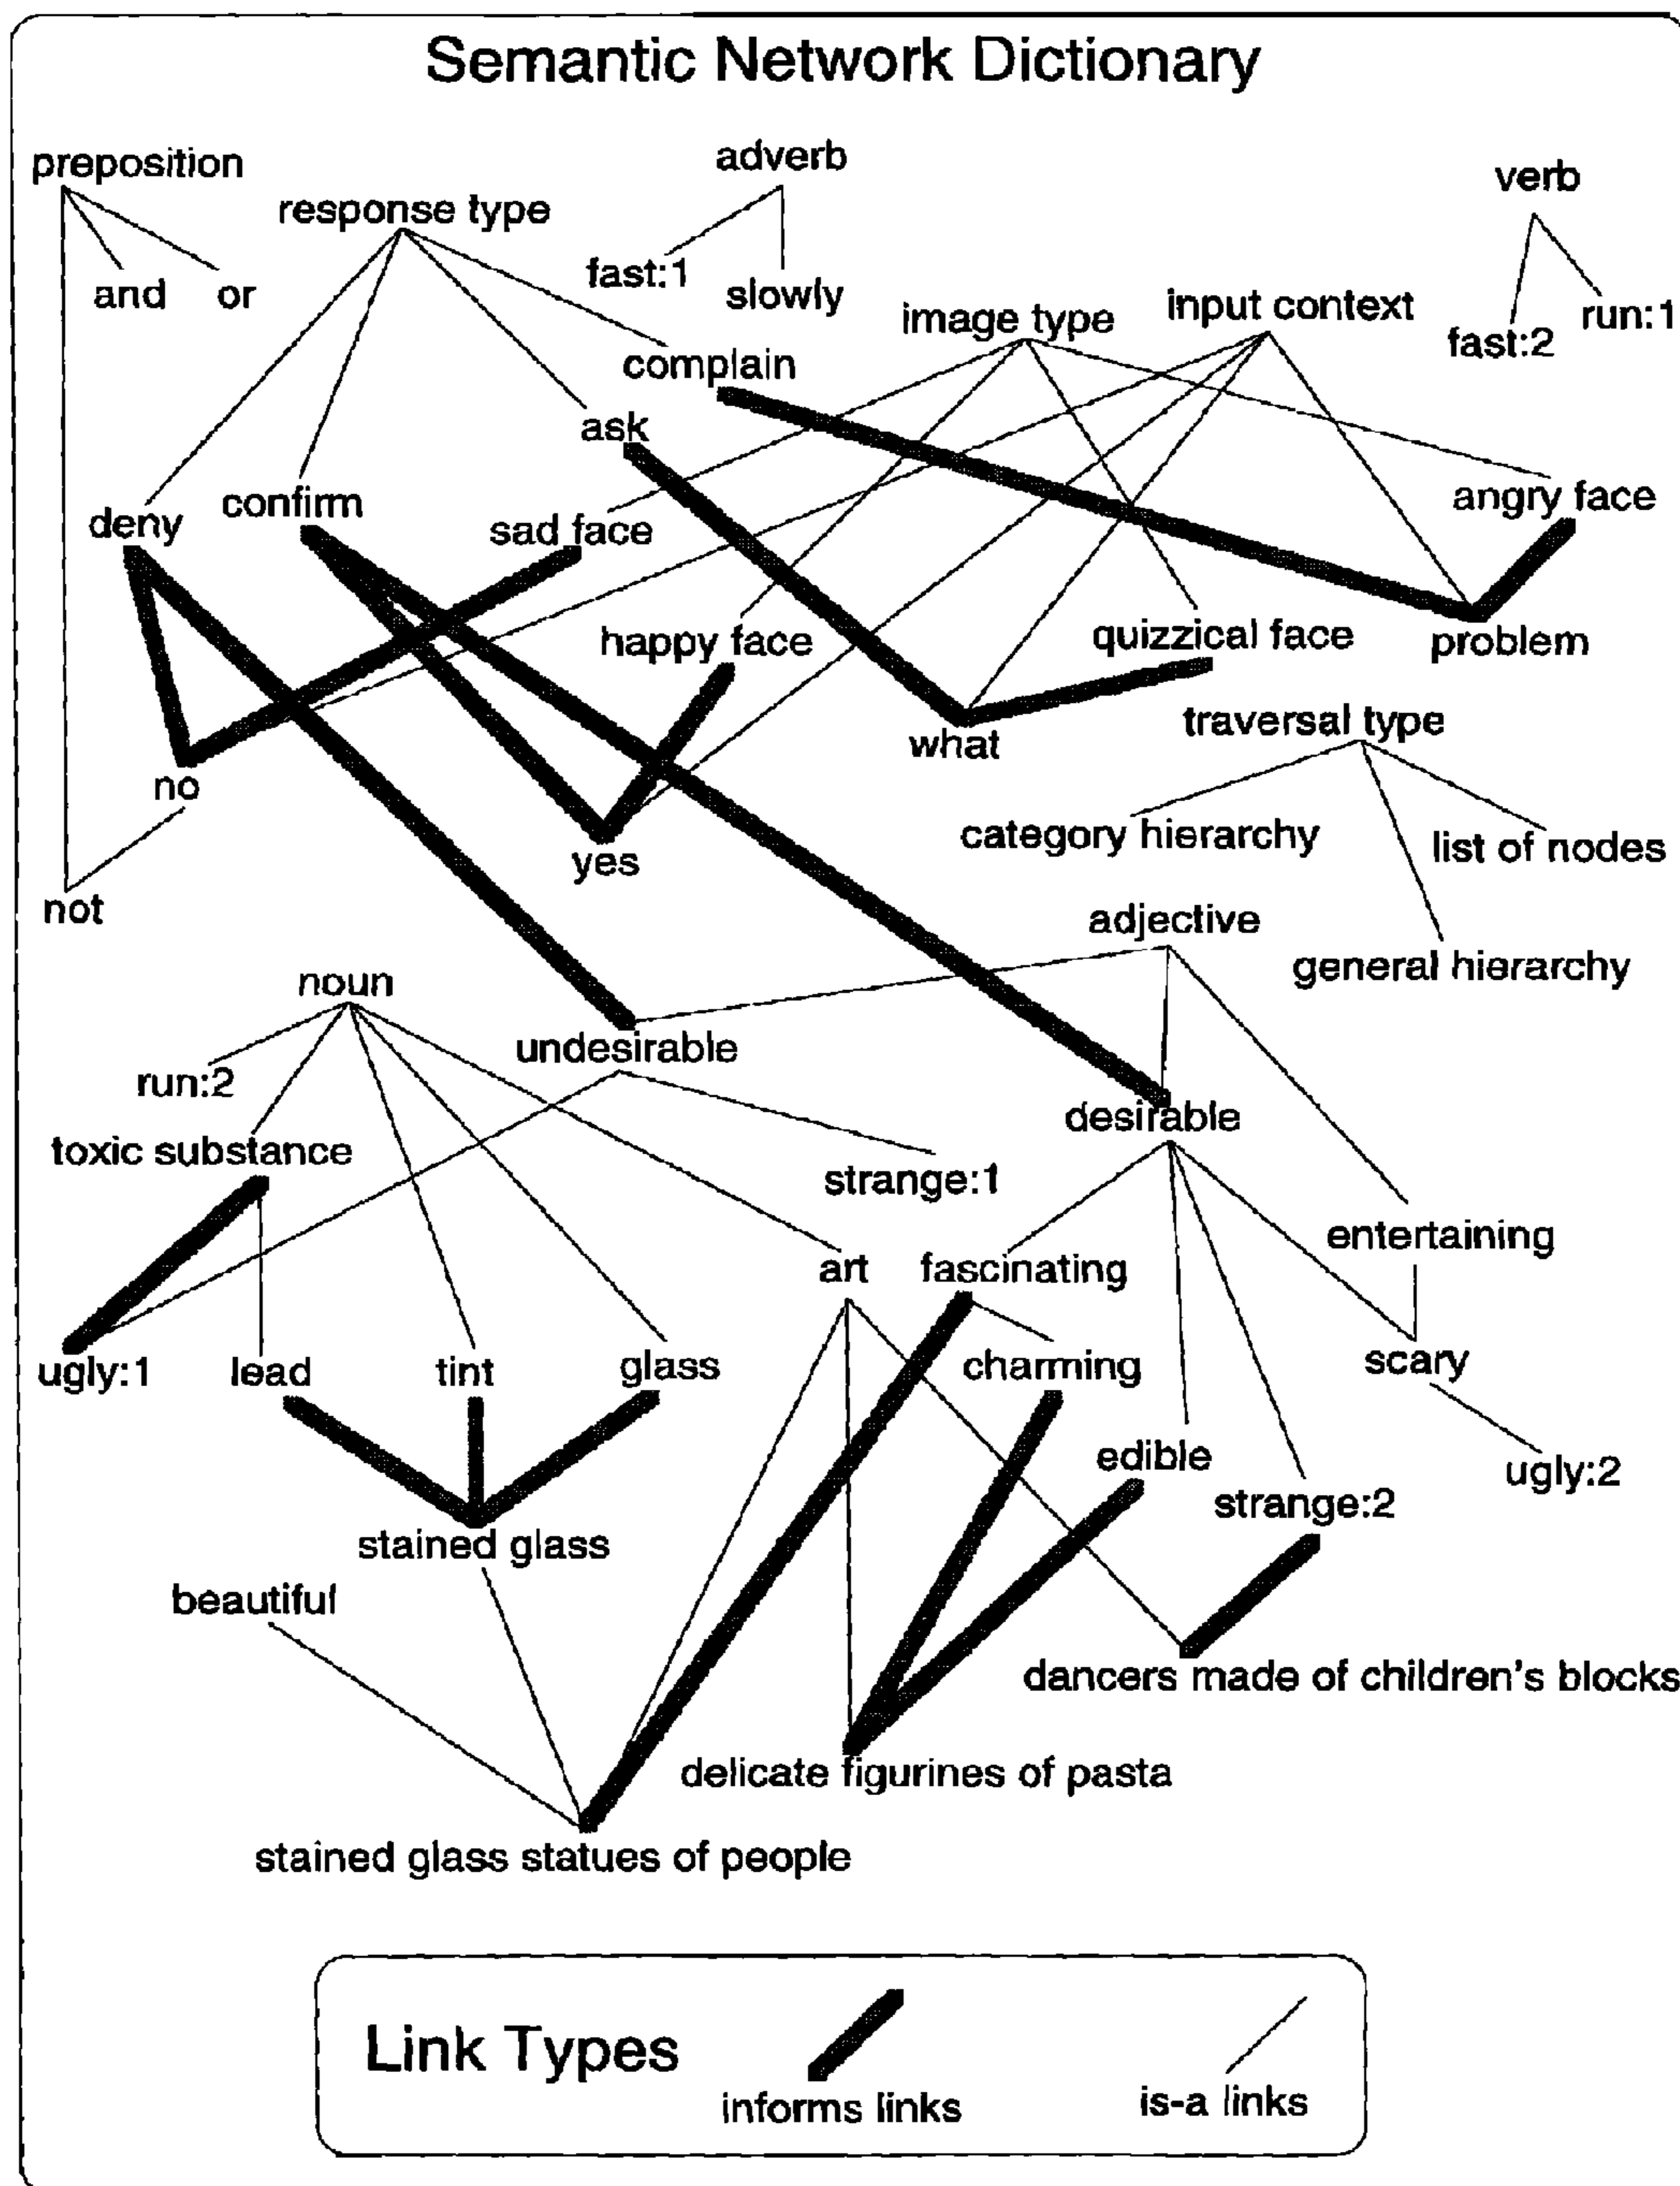 Semantic Network Dictionary
preposition
adverb
verb
response type
and
or
fast:1
slowly
image type
input context
run:1
fast:2
complain
ask
deny
confirm
sad face
angry face
happy face
quizzical face
problem
no
what
traversal type
yes
category hierarchy
list of nodes
not
adjective
general hierarchy
noun
undesirable
run:2
desirable
toxic substance
strange:1
entertaining
art
fascinating
ugly:1
lead
tint
glass
charming
scary
edible
ugly:2
strange:2
stained glass
beautiful
dancers made of children's blocks
delicate figurines of pasta
stained glass statues of people
Link Types
informs links
is-a links